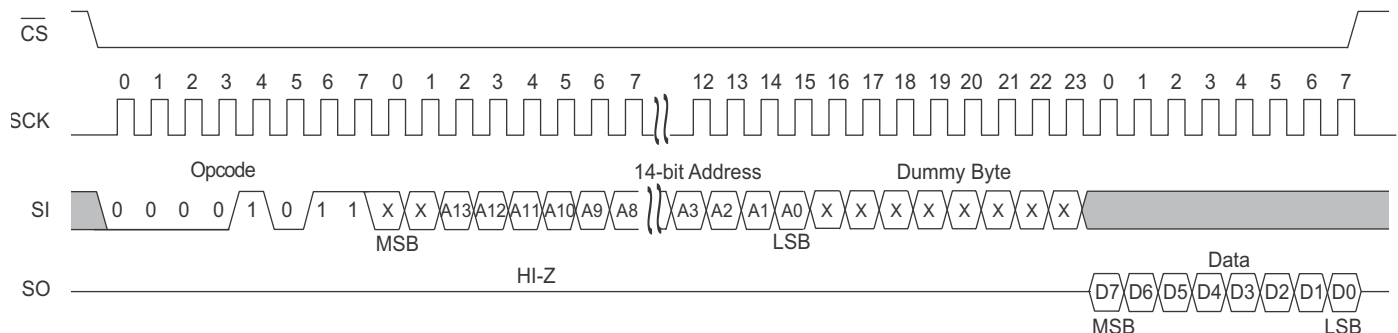 CS
0 1 2 3 4 5 6 7 0 1 2 3 4 5 6 7 12 13 14 15 16 17 18 19 20 21 22 23 0 1 2 3 4 5 6 7
SCK
Opcode 14-bit Address Dummy Byte
SI 0 0 0 0 1 0 1 1 X X A13 A12 A11 A10 A9 A8 A3 A2 A1 A0 X X X X X X X X
MSB LSB
HI-Z Data
SO D7 D6 D5 D4 D3 D2 D1 D0
MSB LSB